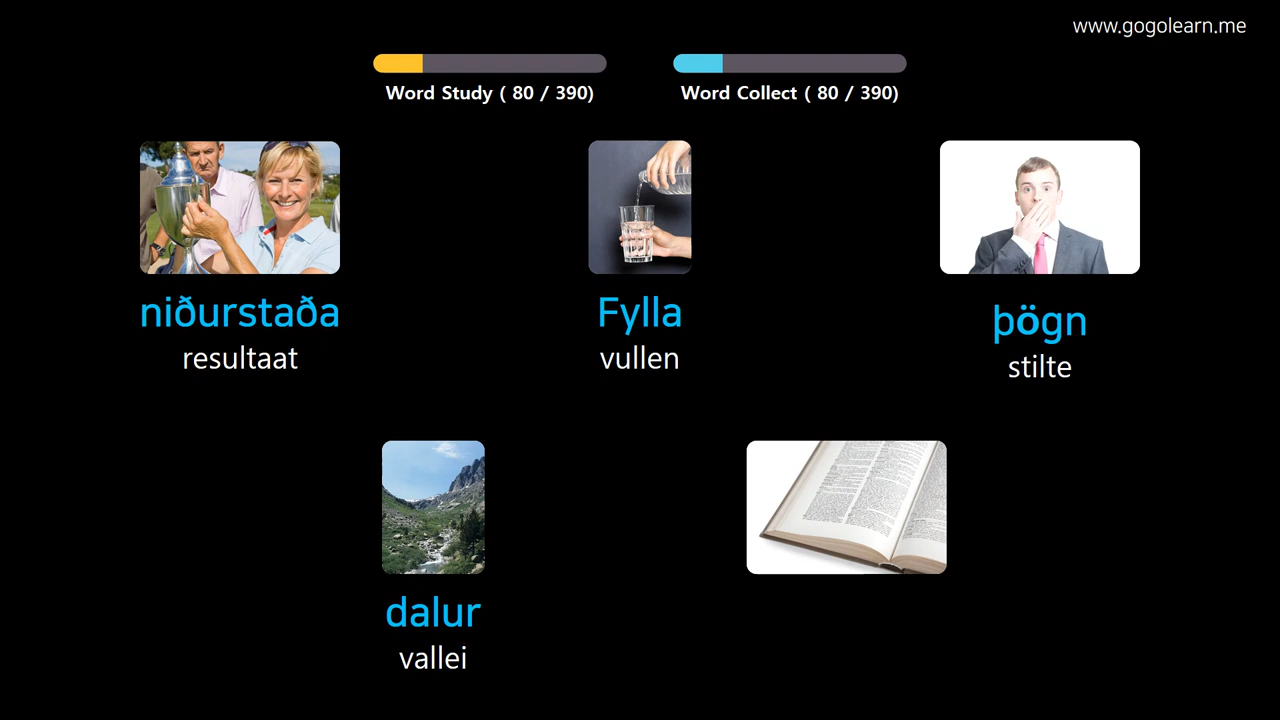 www.gogolearn.me
Word Study ( 80 / 390)
Word Collect ( 80 / 390)
niðurstaða
resultaat
Fylla
vullen
þögn
stilte
dalur
vallei